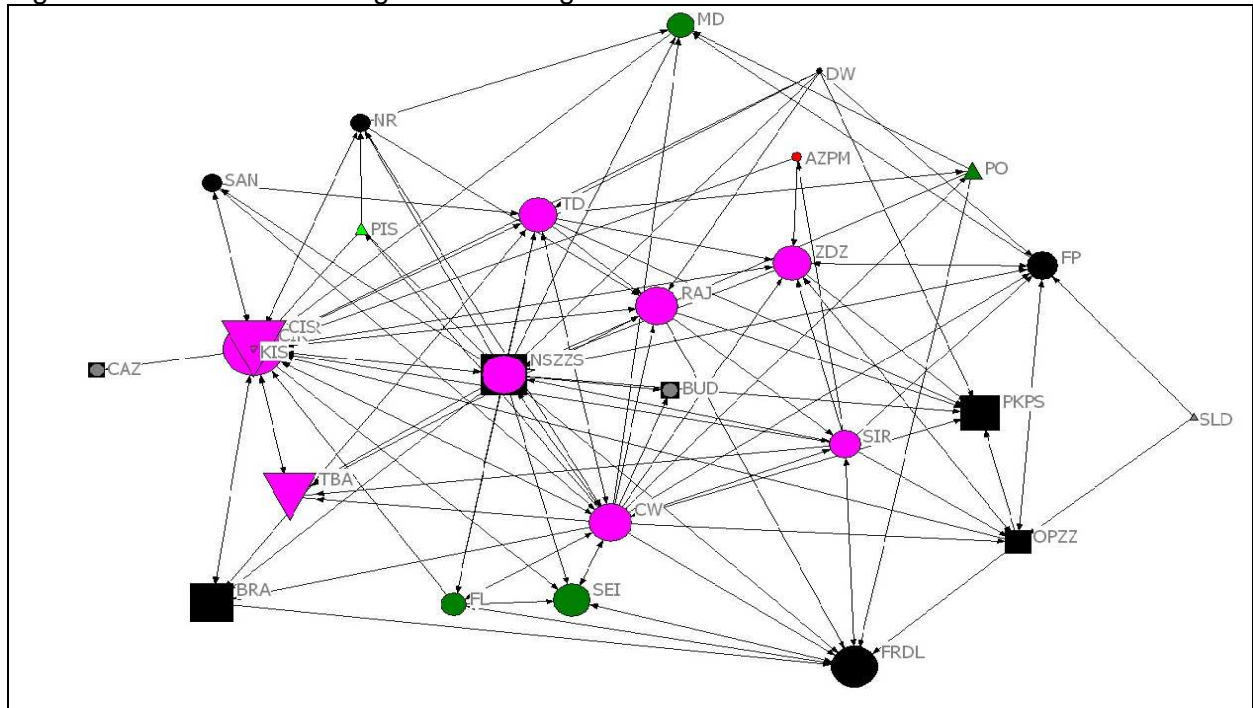 MD
DW
NR
AZPM
PO
SAN
TD
PIS
ZDZ
FP
RAJ
CIS
KIS
NSZZS
CAZ
BUD
PKPS
SLD
SIR
TBA
CW
OPZZ
BRA
FL
SEI
FRDL